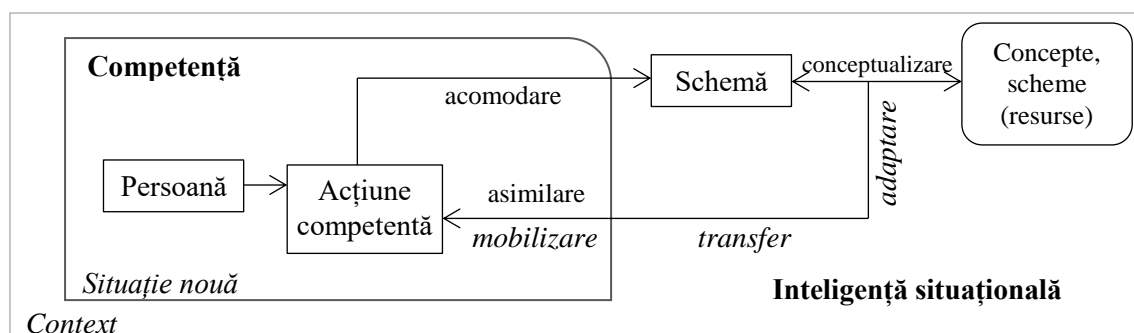 Competență
acomodare
Schemă
conceptualizare
Concepte,
scheme
(resurse)
adaptare
Persoană
Acțiune
competentă
asimilare
mobilizare
transfer
Situație nouă
Inteligență situațională
Context